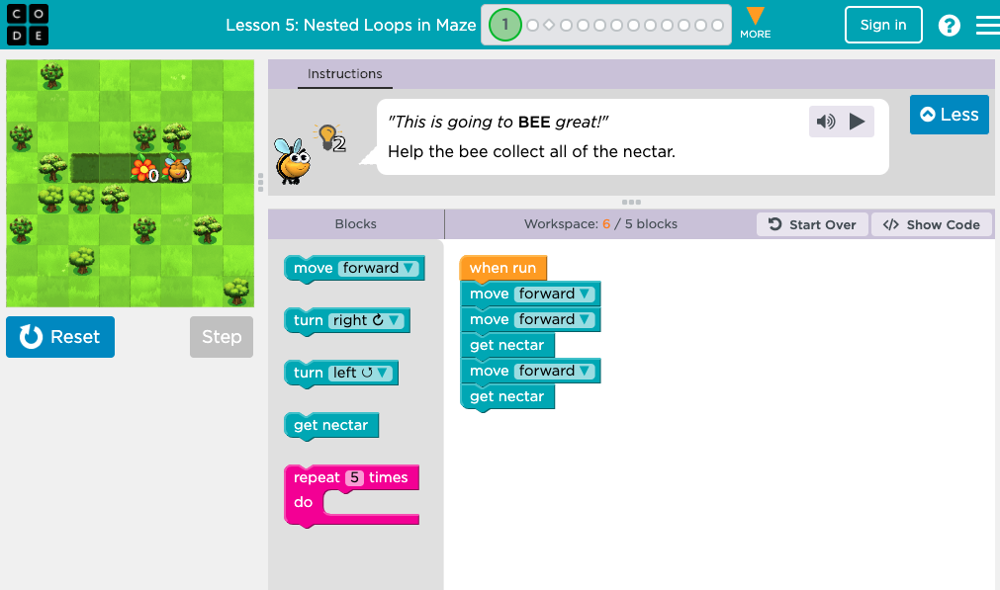 C O
D E
Lesson 5: Nested Loops in Maze
1
MORE
Sign in
?
Instructions
2
"This is going to BEE great!"
Help the bee collect all of the nectar.
Less
0
Reset
Step
Blocks
Workspace: 6 / 5 blocks
Start Over
</> Show Code
move forward
turn right
turn left
get nectar
repeat 5 times
do
when run
move forward
move forward
get nectar
move forward
get nectar